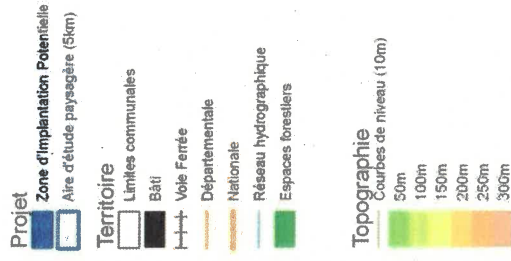 Projet
Zone d'Implantation Potentielle
Aire d'étude paysagère (5km)
Territoire
Limites communales
Bâti
Voie Ferrée
Départementale
Nationale
Réseau hydrographique
Espaces forestiers
Topographie
Courbes de niveau (10m)
50m
100m
150m
200m
250m
300m